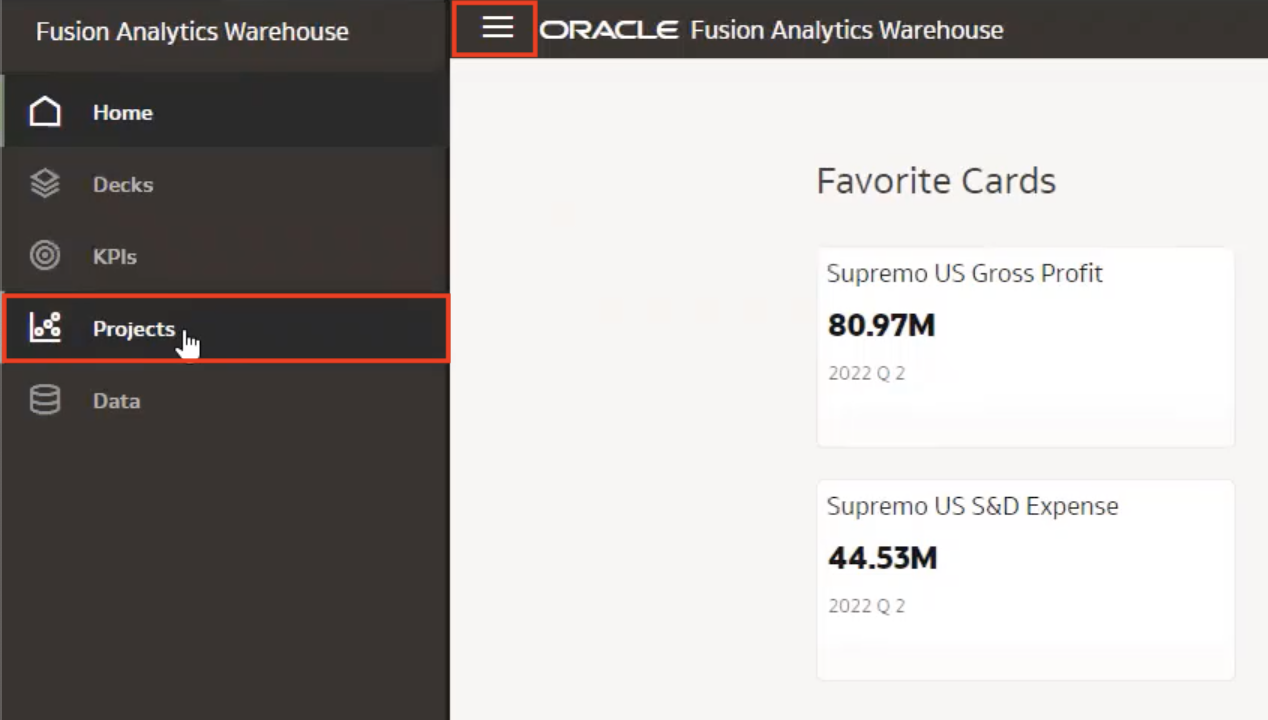 Fusion Analytics Warehouse
Home
Decks
KPIs
Projects
Data
ORACLE Fusion Analytics Warehouse
Favorite Cards
Supremo US Gross Profit
80.97M
2022 Q 2
Supremo US S&D Expense
44.53M
2022 Q 2